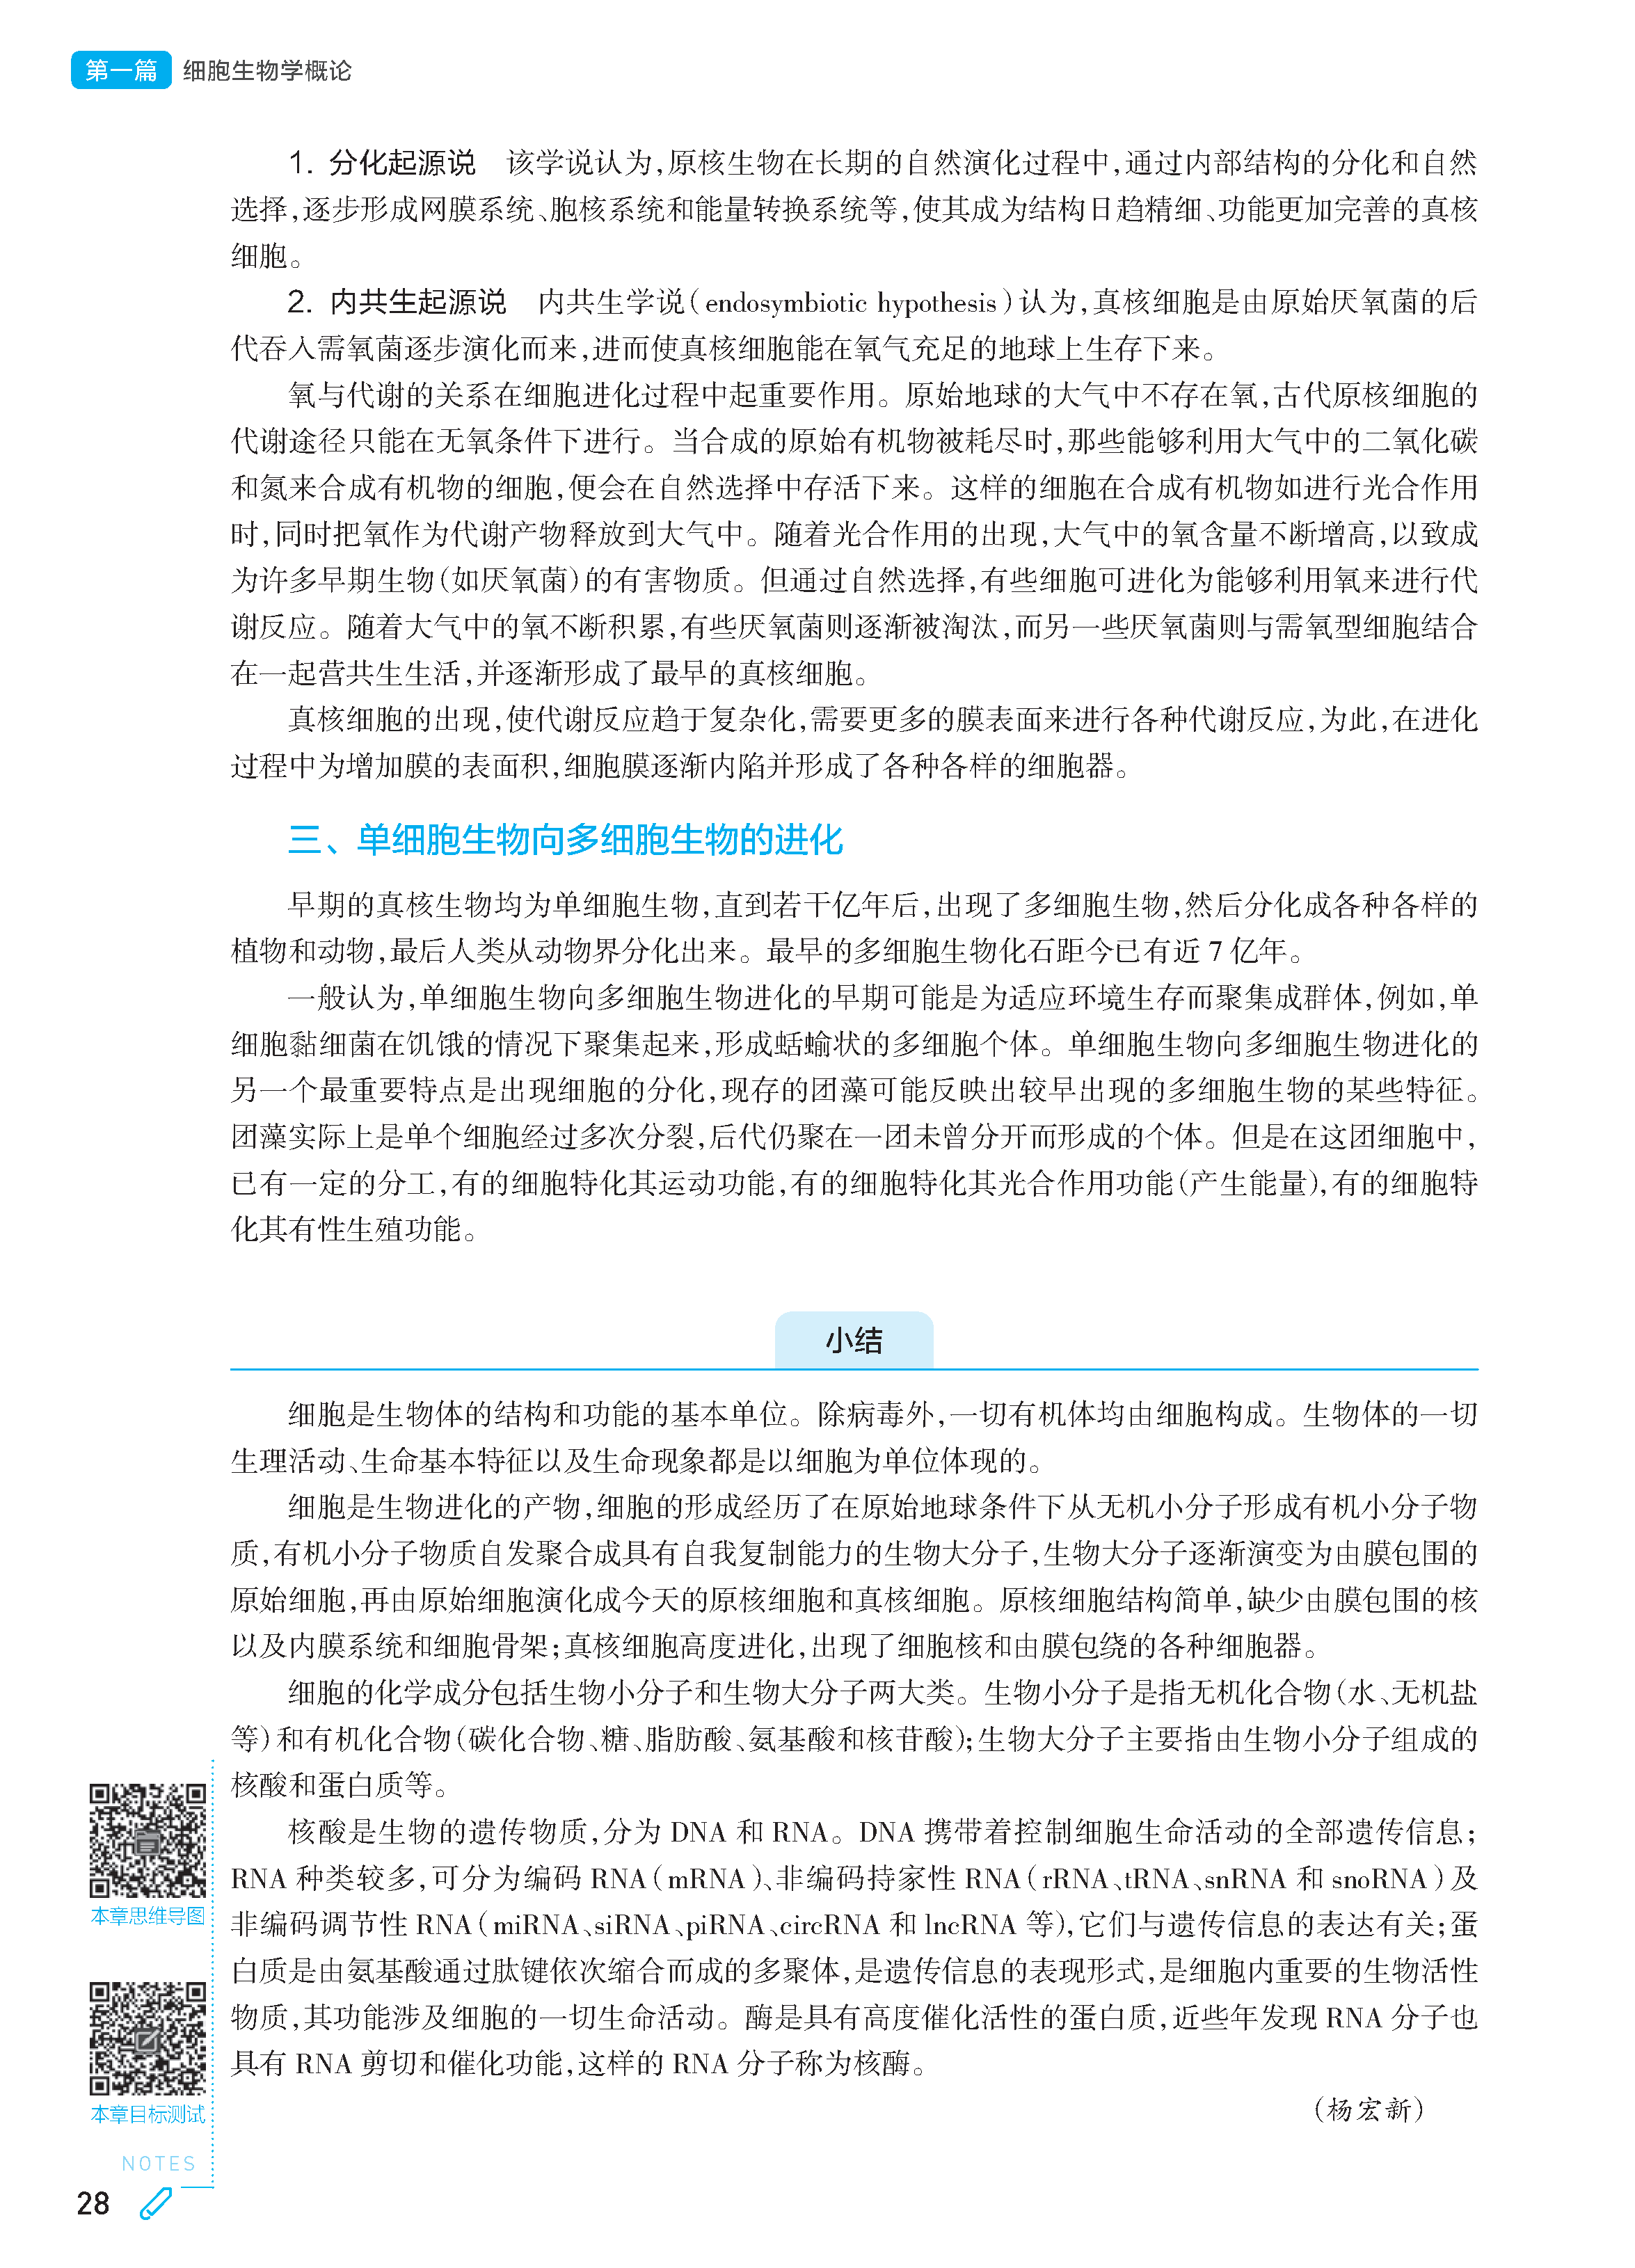 第一篇 细胞生物学概论
1. 分化起源说 该学说认为,原核生物在长期的自然演化过程中,通过内部结构的分化和自然
选择,逐步形成网膜系统、胞核系统和能量转换系统等,使其成为结构日趋精细、功能更加完善的真核
细胞。
2. 内共生起源说 内共生学说(endosymbiotic hypothesis)认为,真核细胞是由原始厌氧菌的后
代吞入需氧菌逐步演化而来,进而使真核细胞能在氧气充足的地球上生存下来。
氧与代谢的关系在细胞进化过程中起重要作用。原始地球的大气中不存在氧,古代原核细胞的
代谢途径只能在无氧条件下进行。当合成的原始有机物被耗尽时,那些能够利用大气中的二氧化碳
和氮来合成有机物的细胞,便会在自然选择中存活下来。这样的细胞在合成有机物如进行光合作用
时,同时把氧作为代谢产物释放到大气中。随着光合作用的出现,大气中的氧含量不断增高,以致成
为许多早期生物(如厌氧菌)的有害物质。但通过自然选择,有些细胞可进化为能够利用氧来进行代
谢反应。随着大气中的氧不断积累,有些厌氧菌则逐渐被淘汰,而另一些厌氧菌则与需氧型细胞结合
在一起营共生生活,并逐渐形成了最早的真核细胞。
真核细胞的出现,使代谢反应趋于复杂化,需要更多的膜表面来进行各种代谢反应,为此,在进化
过程中为增加膜的表面积,细胞膜逐渐内陷并形成了各种各样的细胞器。
三、单细胞生物向多细胞生物的进化
早期的真核生物均为单细胞生物,直到若干亿年后,出现了多细胞生物,然后分化成各种各样的
植物和动物,最后人类从动物界分化出来。最早的多细胞生物化石距今已有近 7 亿年。
一般认为,单细胞生物向多细胞生物进化的早期可能是为适应环境生存而聚集成群体,例如,单
细胞黏细菌在饥饿的情况下聚集起来,形成蛞蝓状的多细胞个体。单细胞生物向多细胞生物进化的
另一个最重要特点是出现细胞的分化,现存的团藻可能反映出较早出现的多细胞生物的某些特征。
团藻实际上是单个细胞经过多次分裂,后代仍聚在一团未曾分开而形成的个体。但是在这团细胞中,
已有一定的分工,有的细胞特化其运动功能,有的细胞特化其光合作用功能(产生能量),有的细胞特
化其有性生殖功能。
小结
细胞是生物体的结构和功能的基本单位。除病毒外,一切有机体均由细胞构成。生物体的一切
生理活动、生命基本特征以及生命现象都是以细胞为单位体现的。
细胞是生物进化的产物,细胞的形成经历了在原始地球条件下从无机小分子形成有机小分子物
质,有机小分子物质自发聚合成具有自我复制能力的生物大分子,生物大分子逐渐演变为由膜包围的
原始细胞,再由原始细胞演化成今天的原核细胞和真核细胞。原核细胞结构简单,缺少由膜包围的核
以及内膜系统和细胞骨架;真核细胞高度进化,出现了细胞核和由膜包绕的各种细胞器。
细胞的化学成分包括生物小分子和生物大分子两大类。生物小分子是指无机化合物(水、无机盐
等)和有机化合物(碳化合物、糖、脂肪酸、氨基酸和核苷酸);生物大分子主要指由生物小分子组成的
核酸和蛋白质等。
核酸是生物的遗传物质,分为 DNA 和 RNA。DNA 携带着控制细胞生命活动的全部遗传信息;
RNA 种类较多,可分为编码 RNA(mRNA)、非编码持家性 RNA(rRNA、tRNA、snRNA 和 snoRNA)及
非编码调节性 RNA(miRNA、siRNA、piRNA、circRNA 和 lncRNA 等),它们与遗传信息的表达有关;蛋
白质是由氨基酸通过肽键依次缩合而成的多聚体,是遗传信息的表现形式,是细胞内重要的生物活性
物质,其功能涉及细胞的一切生命活动。酶是具有高度催化活性的蛋白质,近些年发现 RNA 分子也
具有 RNA 剪切和催化功能,这样的 RNA 分子称为核酶。
(杨宏新)
本章思维导图
本章目标测试
NOTES
28